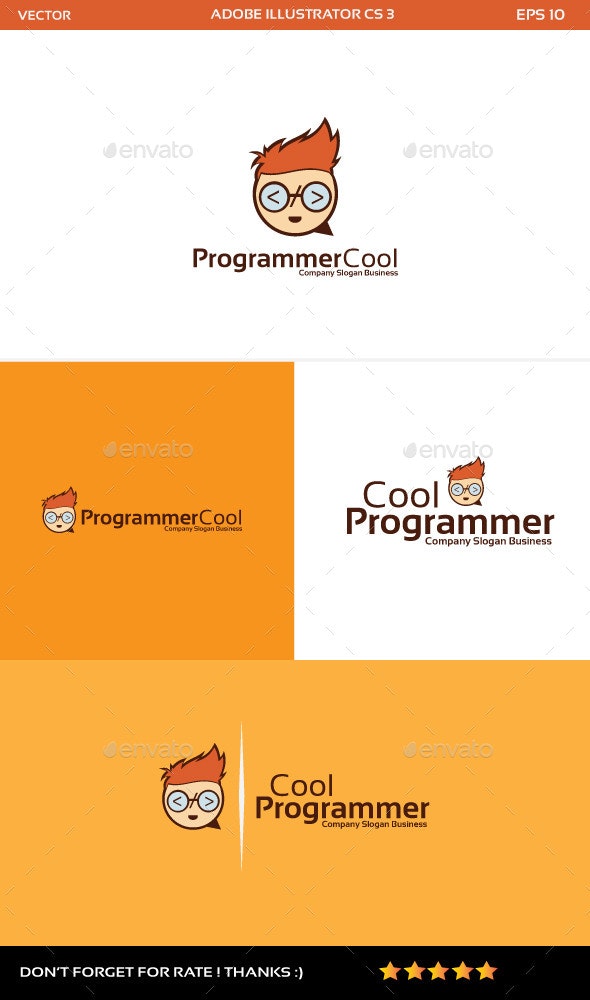 VECTOR
ADOBE ILLUSTRATOR CS 3
EPS 10
envato
envato
< / >
ProgrammerCool
Company Slogan Business
envato
envato
< / >
ProgrammerCool
Company Slogan Business
Cool
< / >
Programmer
Company Slogan Business
envato
envato
< / >
Cool
Programmer
Company Slogan Business
DON'T FORGET FOR RATE ! THANKS :)